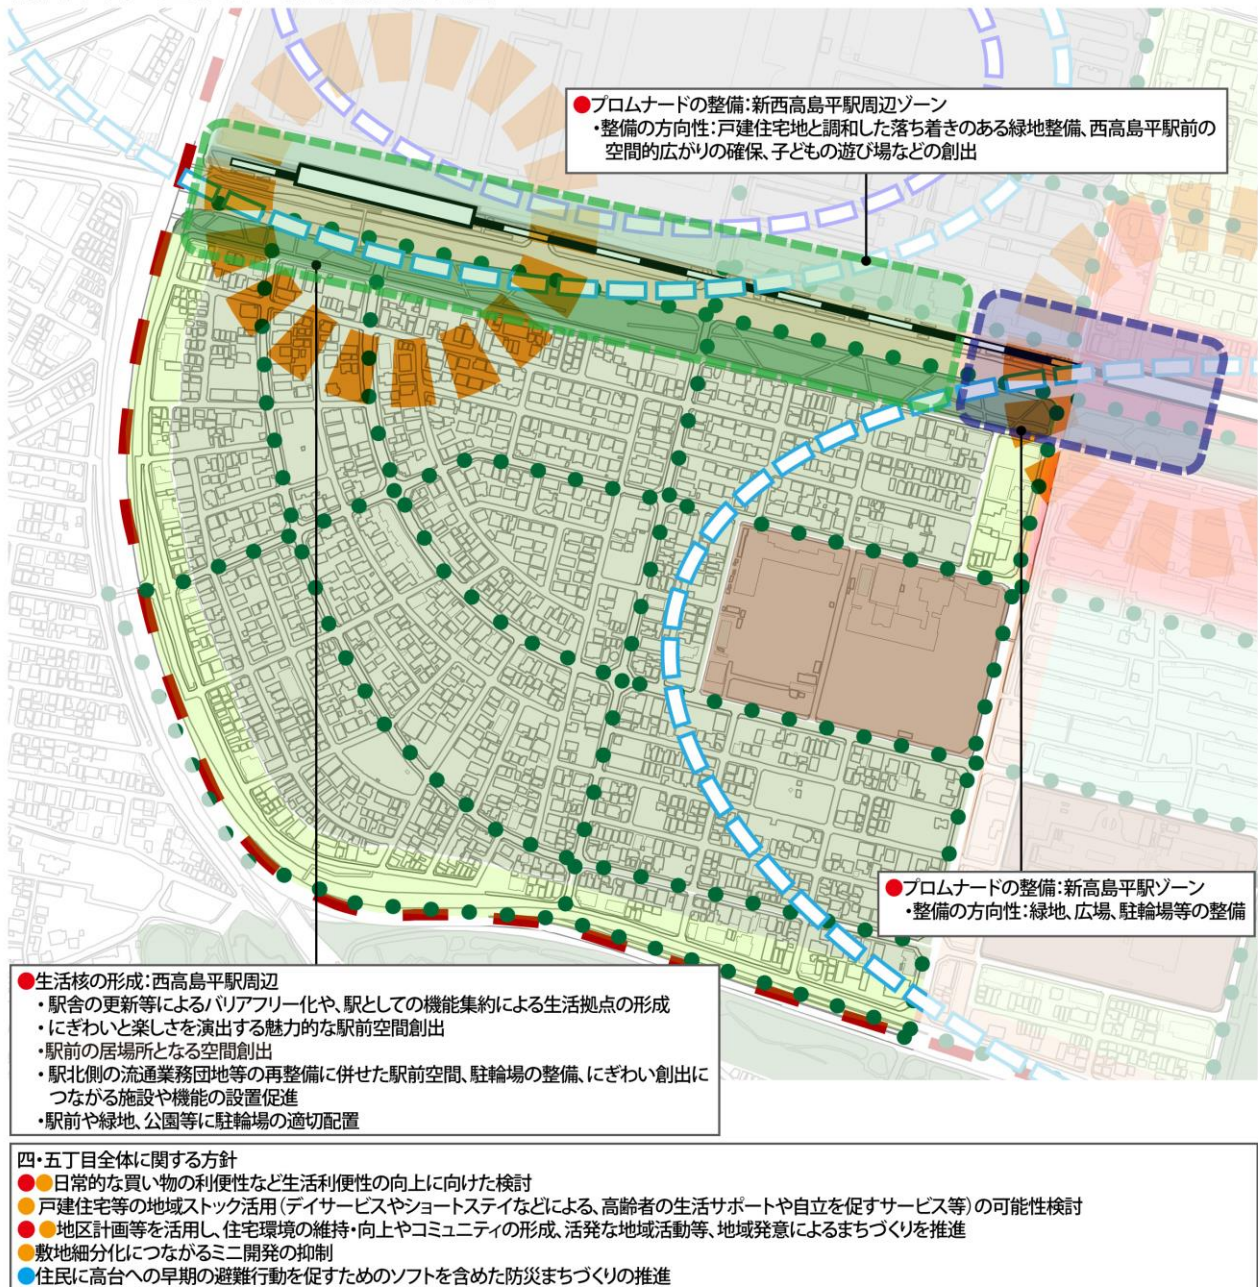 ●プロムナードの整備：新西高島平駅周辺ゾーン
・整備の方向性：戸建住宅地と調和した落ち着きのある緑地整備、西高島平駅前の
空間的広がりの確保、子どもの遊び場などの創出
●プロムナードの整備：新高島平駅ゾーン
・整備の方向性：緑地、広場、駐輪場等の整備
●生活核の形成：西高島平駅周辺
・駅舎の更新等によるバリアフリー化や、駅としての機能集約による生活拠点の形成
・にぎわいと楽しさを演出する魅力的な駅前空間創出
・駅前の居場所となる空間創出
・駅北側の流通業務団地等の再整備に併せた駅前空間、駐輪場の整備、にぎわい創出に
つながる施設や機能の設置促進
・駅前や緑地、公園等に駐輪場の適切配置
四・五丁目全体に関する方針
●●日常的な買い物の利便性など生活利便性の向上に向けた検討
●戸建住宅等の地域ストック活用（デイサービスやショートステイなどによる、高齢者の生活サポートや自立を促すサービス等）の可能性検討
●●地区計画等を活用し、住宅環境の維持・向上やコミュニティの形成、活発な地域活動等、地域発意によるまちづくりを推進
●敷地細分化につながるミニ開発の抑制
●住民に高台への早期の避難行動を促すためのソフトを含めた防災まちづくりの推進